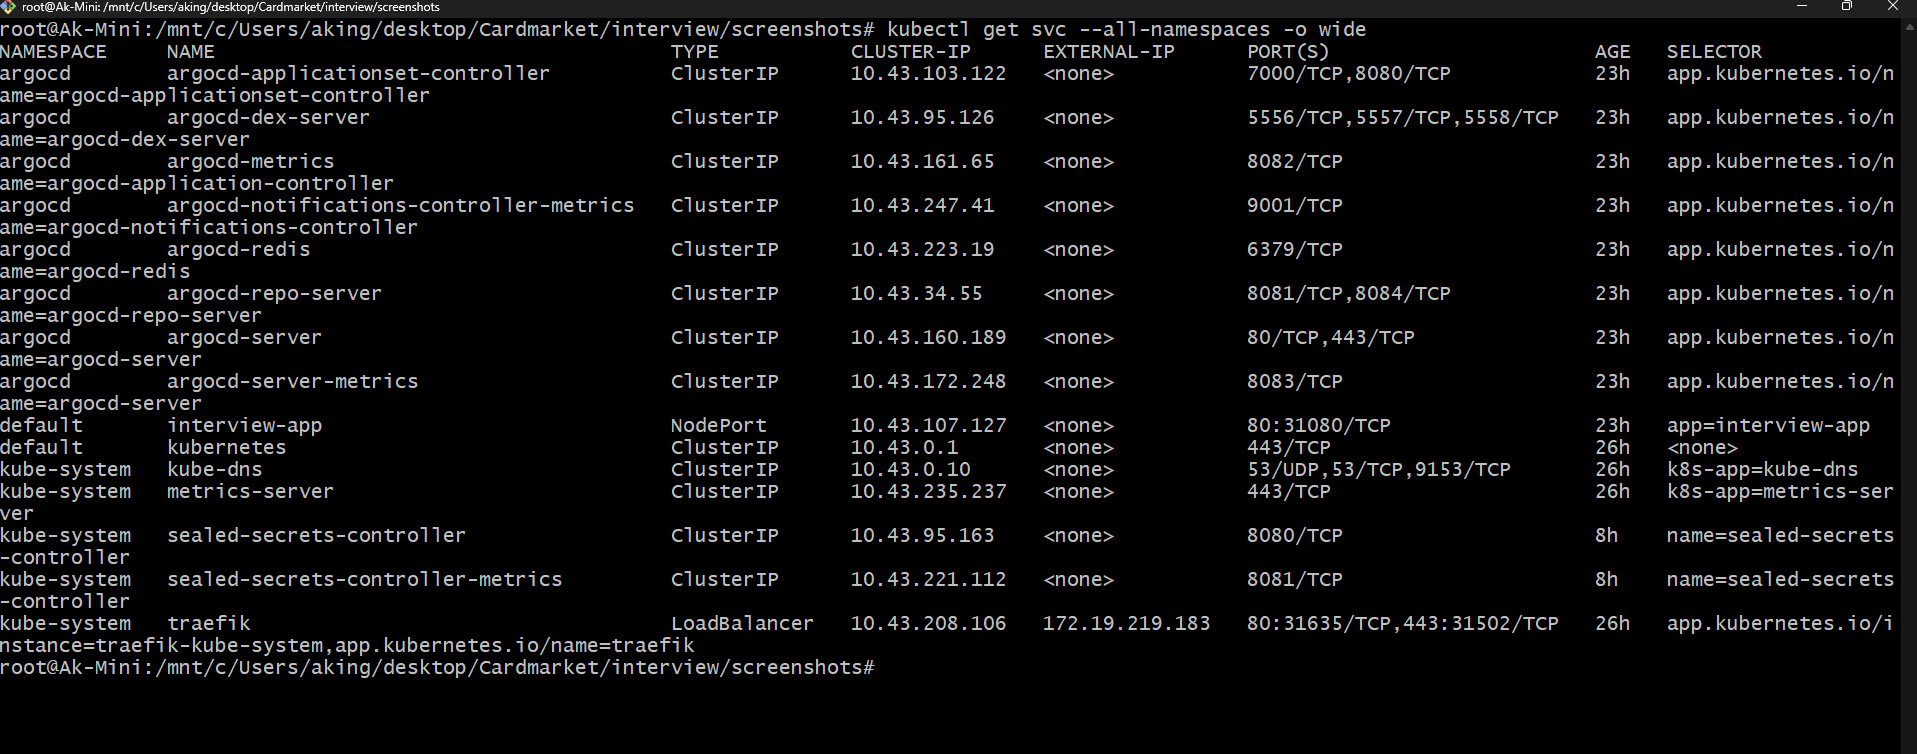 root@Ak-Mini: /mnt/c/Users/aking/desktop/Cardmarket/interview/screenshots
root@Ak-Mini:/mnt/c/Users/aking/desktop/Cardmarket/interview/screenshots# kubectl get svc --all-namespaces -o wide
NAMESPACE     NAME                                      TYPE           CLUSTER-IP      EXTERNAL-IP      PORT(S)                      AGE   SELECTOR
argocd        argocd-applicationset-controller          ClusterIP      10.43.103.122   <none>           7000/TCP,8080/TCP            23h   app.kubernetes.io/n
ame=argocd-applicationset-controller
argocd        argocd-dex-server                         ClusterIP      10.43.95.126    <none>           5556/TCP,5557/TCP,5558/TCP   23h   app.kubernetes.io/n
ame=argocd-dex-server
argocd        argocd-metrics                            ClusterIP      10.43.161.65    <none>           8082/TCP                     23h   app.kubernetes.io/n
ame=argocd-application-controller
argocd        argocd-notifications-controller-metrics   ClusterIP      10.43.247.41    <none>           9001/TCP                     23h   app.kubernetes.io/n
ame=argocd-notifications-controller
argocd        argocd-redis                              ClusterIP      10.43.223.19    <none>           6379/TCP                     23h   app.kubernetes.io/n
ame=argocd-redis
argocd        argocd-repo-server                        ClusterIP      10.43.34.55     <none>           8081/TCP,8084/TCP            23h   app.kubernetes.io/n
ame=argocd-repo-server
argocd        argocd-server                             ClusterIP      10.43.160.189   <none>           80/TCP,443/TCP               23h   app.kubernetes.io/n
ame=argocd-server
argocd        argocd-server-metrics                     ClusterIP      10.43.172.248   <none>           8083/TCP                     23h   app.kubernetes.io/n
ame=argocd-server
default       interview-app                             NodePort       10.43.107.127   <none>           80:31080/TCP                 23h   app=interview-app
default       kubernetes                                ClusterIP      10.43.0.1       <none>           443/TCP                      26h   <none>
kube-system   kube-dns                                  ClusterIP      10.43.0.10      <none>           53/UDP,53/TCP,9153/TCP       26h   k8s-app=kube-dns
kube-system   metrics-server                            ClusterIP      10.43.235.237   <none>           443/TCP                      26h   k8s-app=metrics-ser
ver
kube-system   sealed-secrets-controller                 ClusterIP      10.43.95.163    <none>           8080/TCP                     8h    name=sealed-secrets
-controller
kube-system   sealed-secrets-controller-metrics         ClusterIP      10.43.221.112   <none>           8081/TCP                     8h    name=sealed-secrets
-controller
kube-system   traefik                                   LoadBalancer   10.43.208.106   172.19.219.183   80:31635/TCP,443:31502/TCP   26h   app.kubernetes.io/i
nstance=traefik-kube-system,app.kubernetes.io/name=traefik
root@Ak-Mini:/mnt/c/Users/aking/desktop/Cardmarket/interview/screenshots#